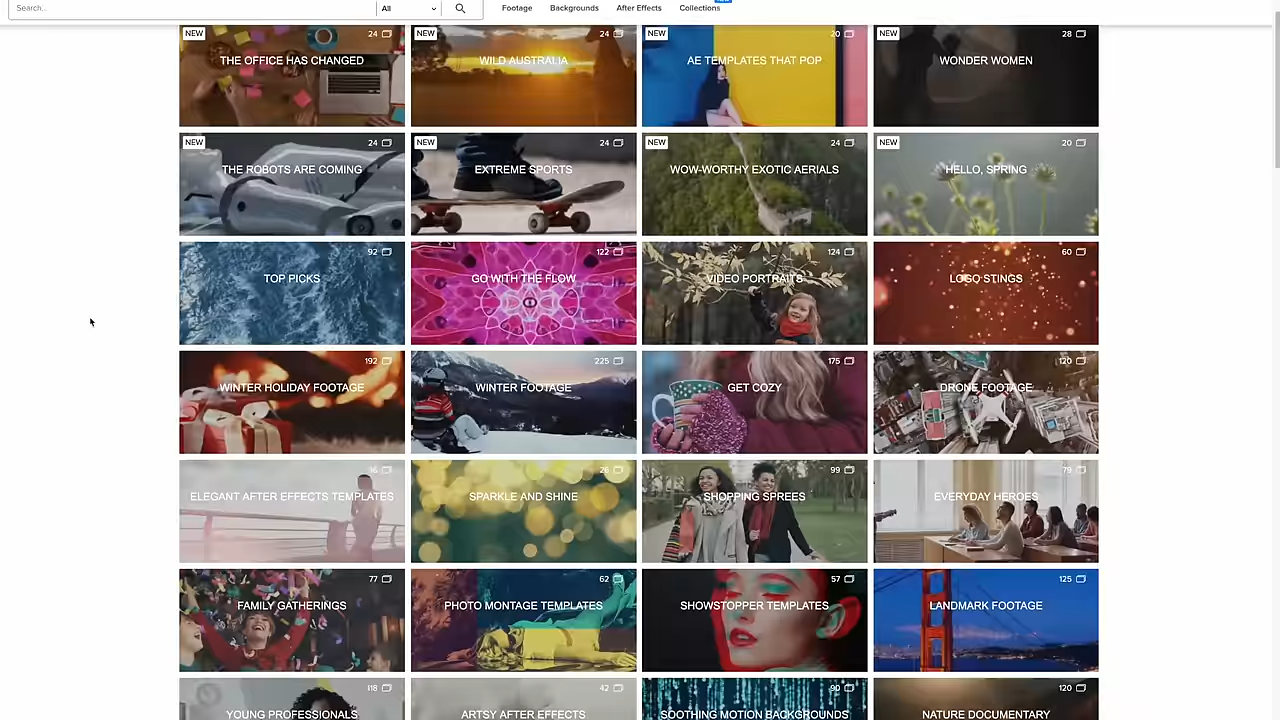 Search...
All
Footage
Backgrounds
After Effects
Collections
NEW
24
THE OFFICE HAS CHANGED
NEW
24
WILD AUSTRALIA
NEW
20
AE TEMPLATES THAT POP
NEW
28
WONDER WOMEN
NEW
24
THE ROBOTS ARE COMING
NEW
24
EXTREME SPORTS
NEW
24
WOW-WORTHY EXOTIC AERIALS
NEW
20
HELLO, SPRING
92
TOP PICKS
122
GO WITH THE FLOW
124
VIDEO PORTRAITS
60
LOGO STINGS
192
WINTER HOLIDAY FOOTAGE
225
WINTER FOOTAGE
175
GET COZY
120
DRONE FOOTAGE
16
ELEGANT AFTER EFFECTS TEMPLATES
26
SPARKLE AND SHINE
99
SHOPPING SPREES
79
EVERYDAY HEROES
77
FAMILY GATHERINGS
62
PHOTO MONTAGE TEMPLATES
57
SHOWSTOPPER TEMPLATES
125
LANDMARK FOOTAGE
118
YOUNG PROFESSIONALS
42
ARTSY AFTER EFFECTS
90
SOOTHING MOTION BACKGROUNDS
120
NATURE DOCUMENTARY